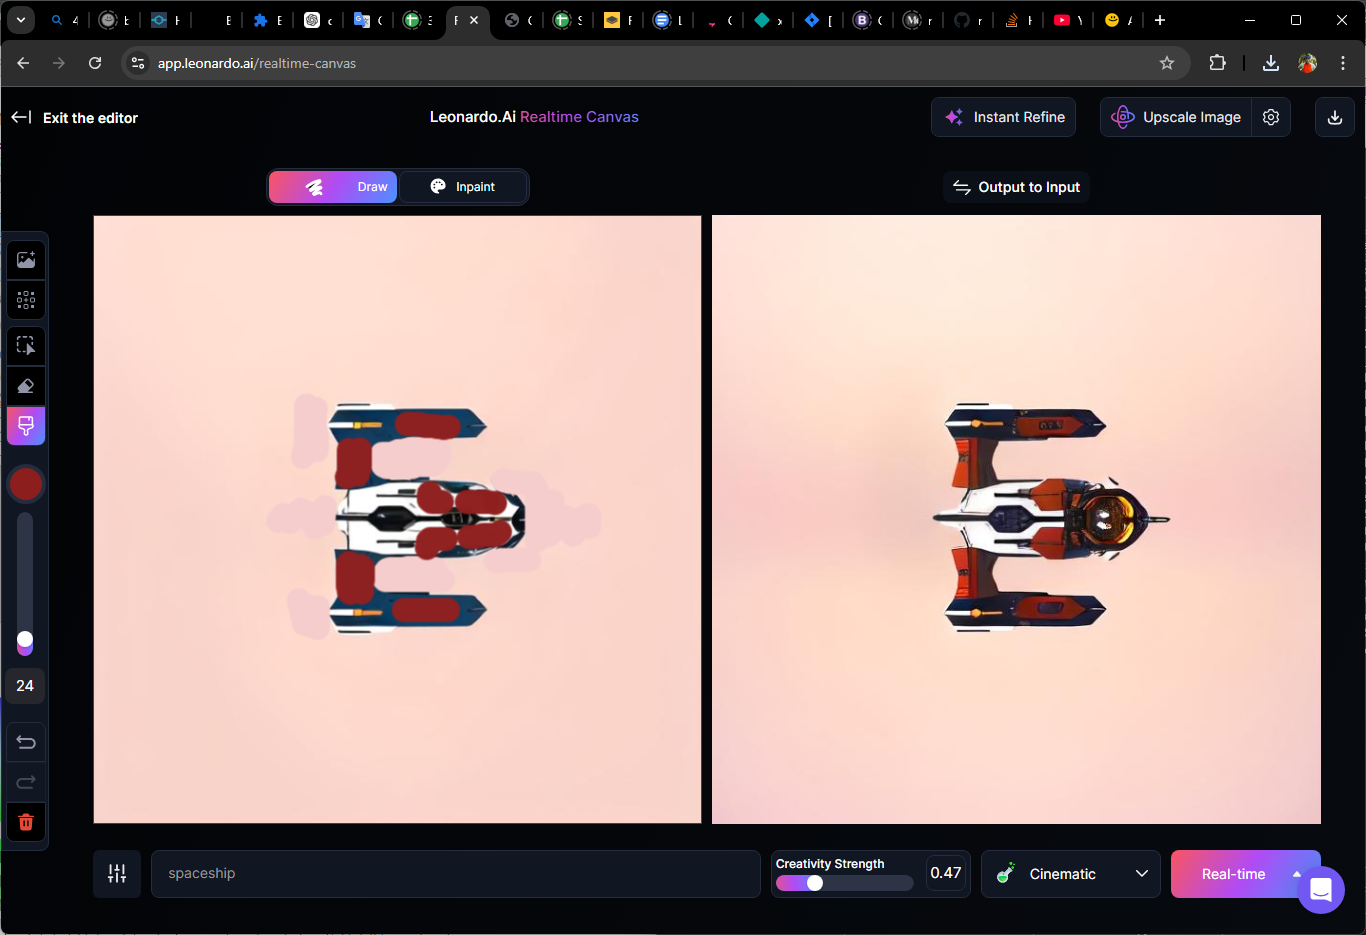 app.leonardo.ai/realtime-canvas
Exit the editor
Leonardo.Ai Realtime Canvas
Instant Refine
Upscale Image
Draw
Inpaint
Output to Input
24
spaceship
Creativity Strength
0.47
Cinematic
Real-time